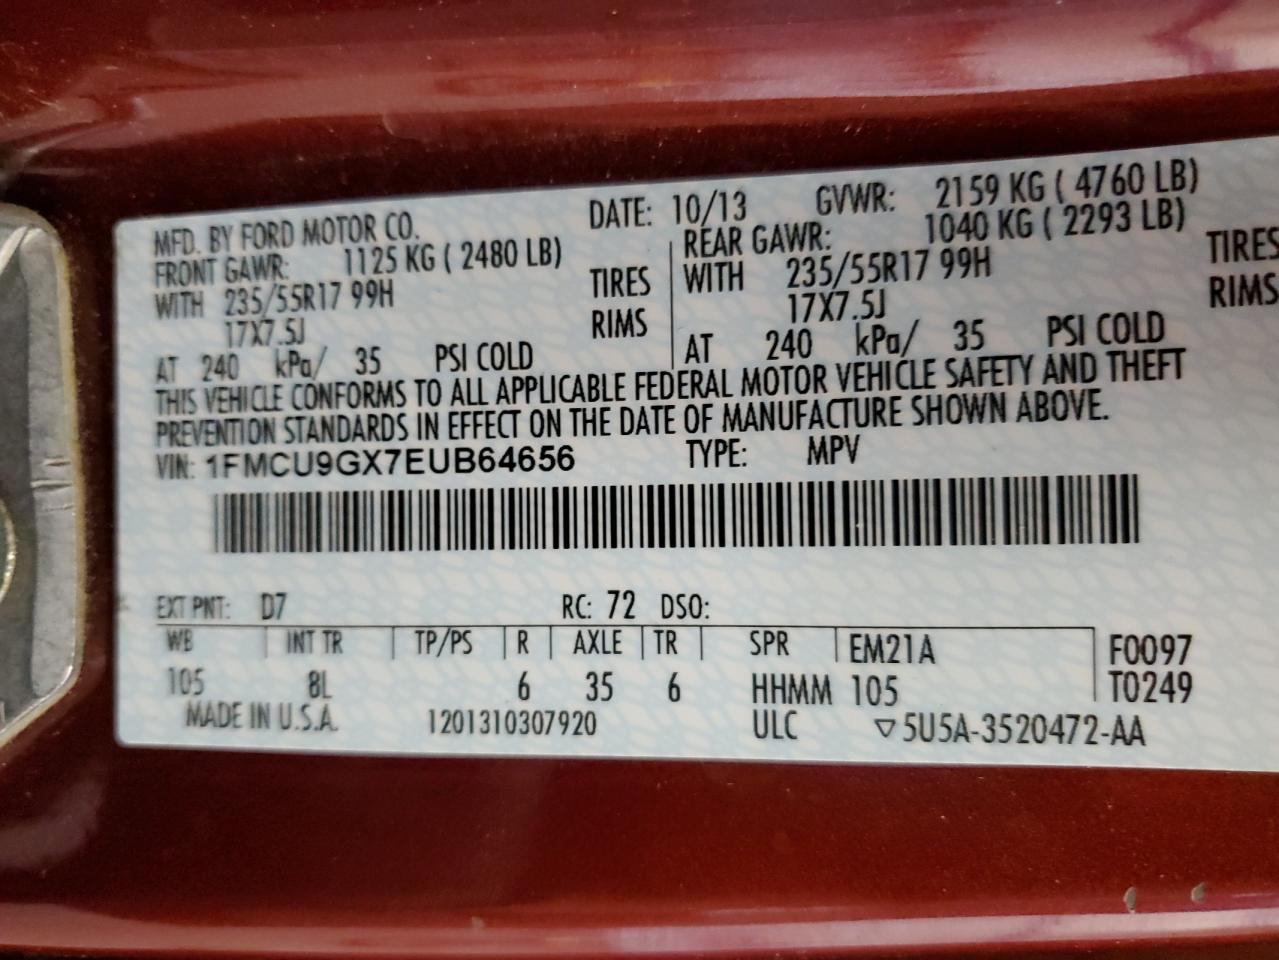 MFD. BY FORD MOTOR CO. DATE: 10/13 GVWR: 2159 KG ( 4760 LB)
FRONT GAWR: 1125 KG ( 2480 LB) REAR GAWR: 1040 KG ( 2293 LB)
WITH 235/55R17 99H TIRES WITH 235/55R17 99H TIRES
17X7.5J RIMS 17X7.5J RIMS
AT 240 kPa/ 35 PSI COLD AT 240 kPa/ 35 PSI COLD
THIS VEHICLE CONFORMS TO ALL APPLICABLE FEDERAL MOTOR VEHICLE SAFETY AND THEFT
PREVENTION STANDARDS IN EFFECT ON THE DATE OF MANUFACTURE SHOWN ABOVE.
VIN: 1FMCU9GX7EUB64656 TYPE: MPV
EXT PNT: D7 RC: 72 DSO:
WB INT TR TP/PS R AXLE TR SPR EM21A F0097
105 8L 6 35 6 HHMM 105 T0249
MADE IN U.S.A. 1201310307920 ULC ▽5U5A-3520472-AA